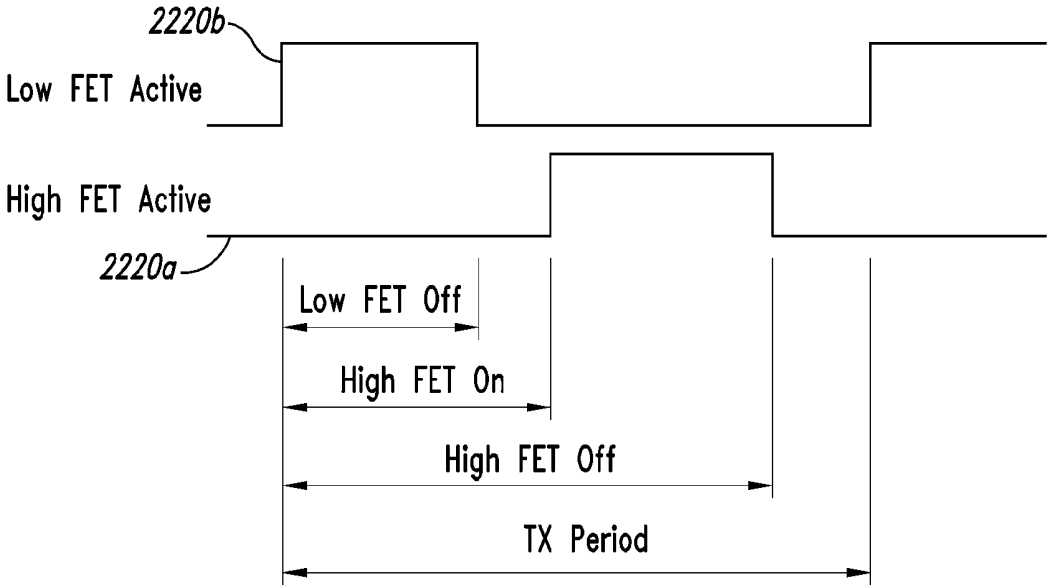 2220b
Low FET Active
High FET Active
2220a
Low FET Off
High FET On
High FET Off
TX Period